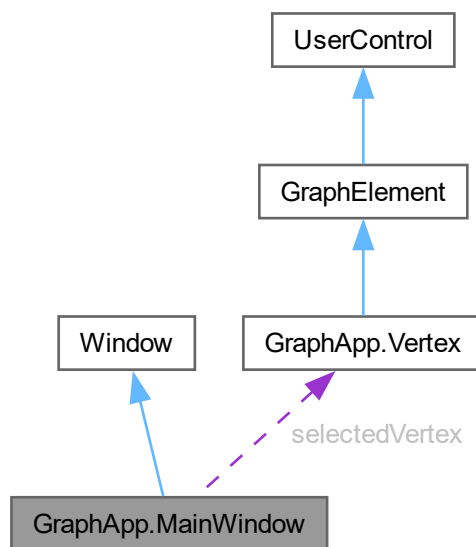 UserControl
GraphElement
Window
GraphApp.Vertex
selectedVertex
GraphApp.MainWindow